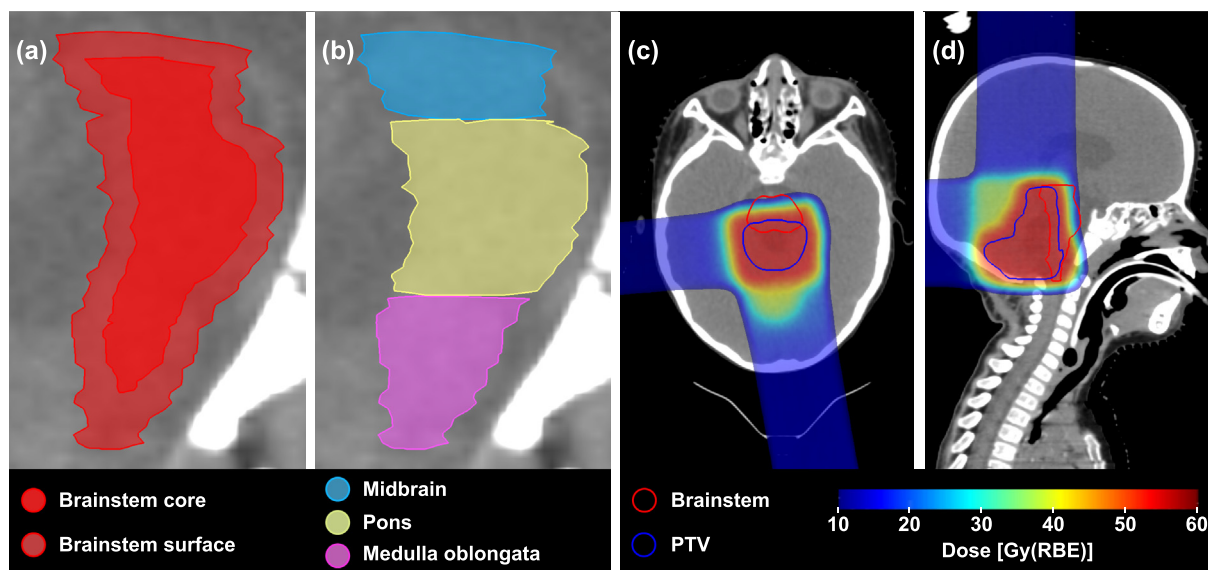 (a)
(b)
(c)
(d)
Brainstem core
Brainstem surface
Midbrain
Pons
Medulla oblongata
Brainstem
PTV
10 20 30 40 50 60
Dose [Gy(RBE)]